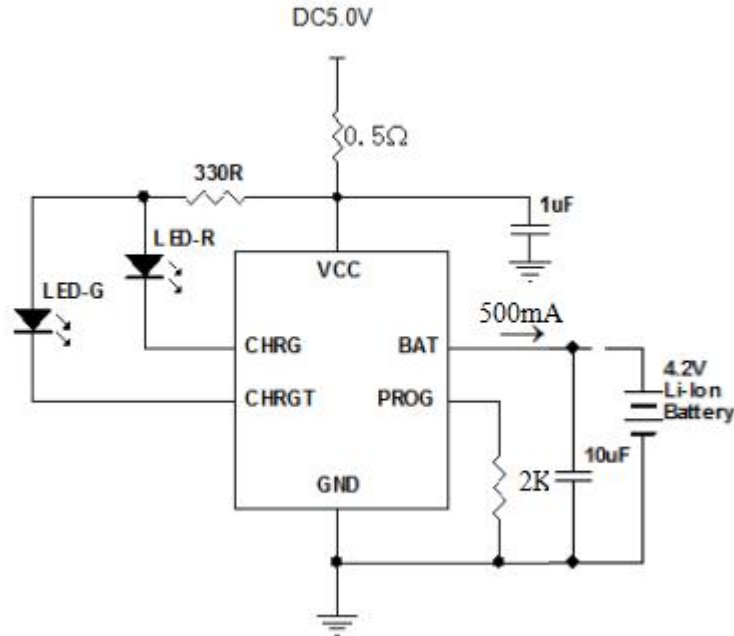 DC5.0V
0.5Ω
330R
1uF
LED-R
VCC
LED-G
500mA
CHRG
BAT
4.2V
Li-Ion
Battery
CHRGT
PROG
10uF
2K
GND